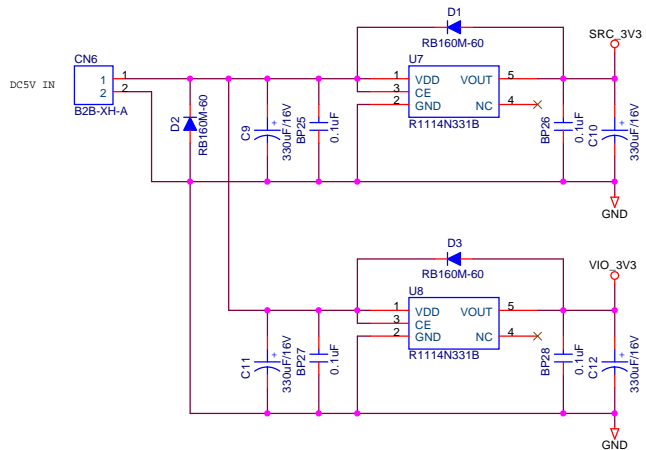 D1
RB160M-60
SRC_3V3
CN6
U7
DC5V IN
1
2
1
2
B2B-XH-A
1 VDD VOUT 5
3 CE
2 GND NC 4
R1114N331B
D2
RB160M-60
C9
330uF/16V
BP25
0.1uF
BP26
0.1uF
C10
330uF/16V
GND
D3
RB160M-60
VIO_3V3
U8
1 VDD VOUT 5
3 CE
2 GND NC 4
R1114N331B
C11
330uF/16V
BP27
0.1uF
BP28
0.1uF
C12
330uF/16V
GND